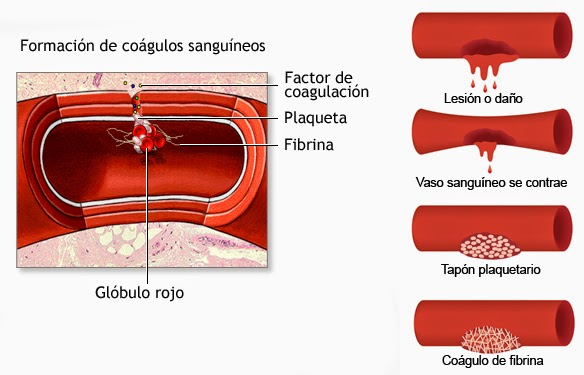 Formación de coágulos sanguíneos
Factor de
coagulación
Plaqueta
Fibrina
Glóbulo rojo
Lesión o daño
Vaso sanguíneo se contrae
Tapón plaquetario
Coágulo de fibrina